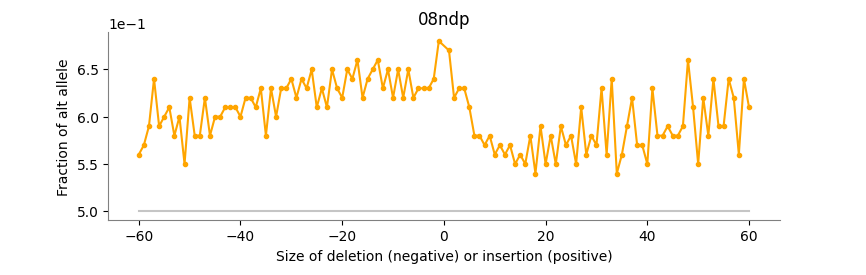 08ndp
1e−1
6.5
6.0
5.5
5.0
Fraction of alt allele
−60 −40 −20 0 20 40 60
Size of deletion (negative) or insertion (positive)